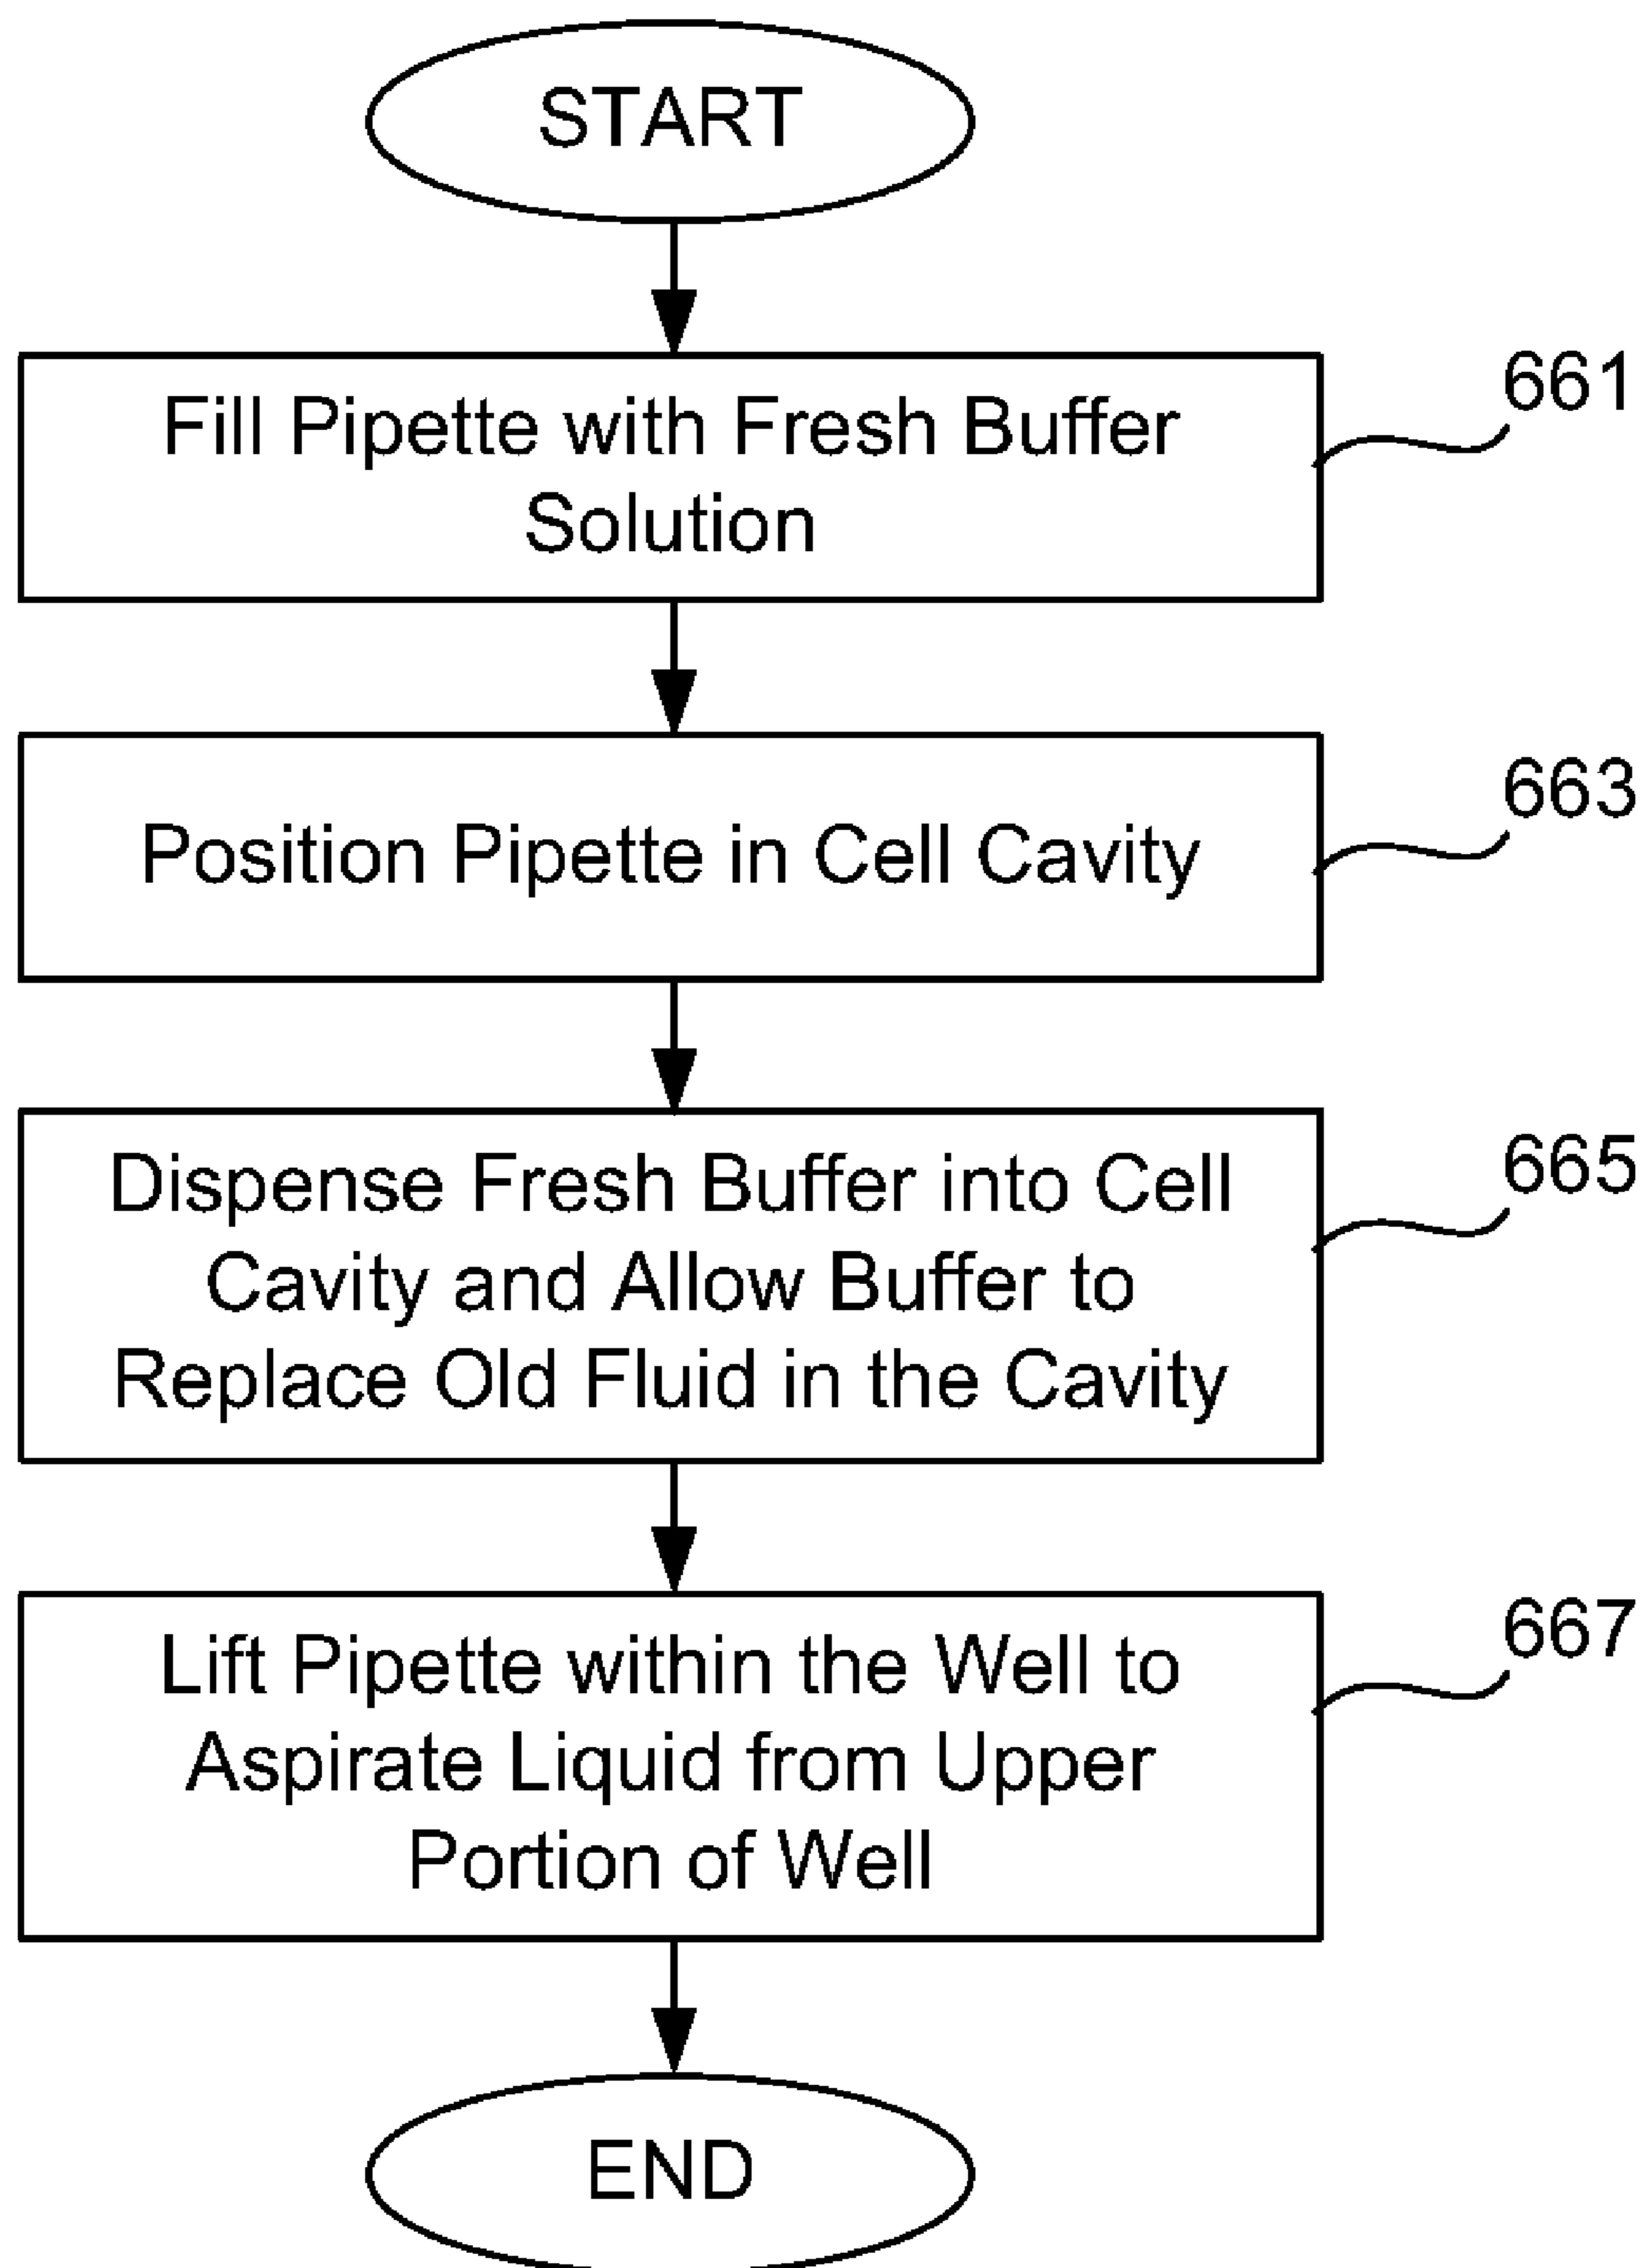 START
661
Fill Pipette with Fresh Buffer
Solution
663
Position Pipette in Cell Cavity
665
Dispense Fresh Buffer into Cell
Cavity and Allow Buffer to
Replace Old Fluid in the Cavity
667
Lift Pipette within the Well to
Aspirate Liquid from Upper
Portion of Well
END